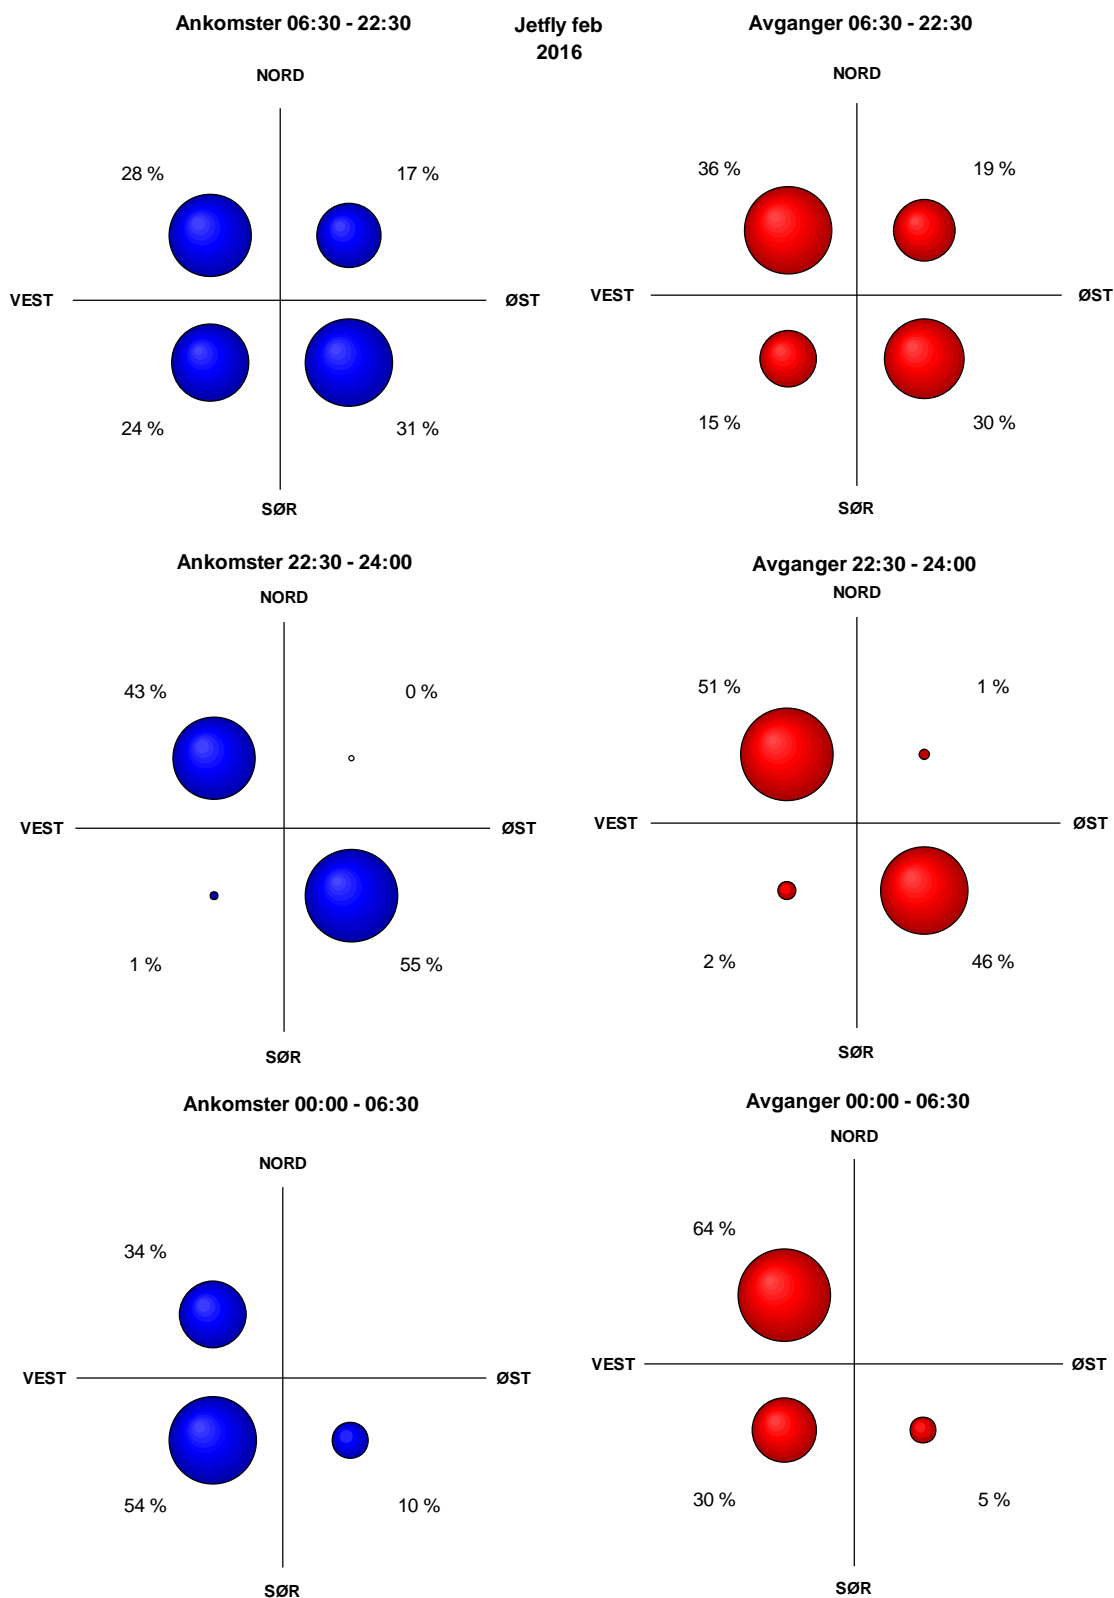 Jetfly feb
2016
Ankomster 06:30 - 22:30
NORD
28 %
17 %
VEST
ØST
24 %
31 %
SØR
Avganger 06:30 - 22:30
NORD
36 %
19 %
VEST
ØST
15 %
30 %
SØR
Ankomster 22:30 - 24:00
NORD
43 %
0 %
VEST
ØST
1 %
55 %
SØR
Avganger 22:30 - 24:00
NORD
51 %
1 %
VEST
ØST
2 %
46 %
SØR
Ankomster 00:00 - 06:30
NORD
34 %
VEST
ØST
54 %
10 %
SØR
Avganger 00:00 - 06:30
NORD
64 %
VEST
ØST
30 %
5 %
SØR